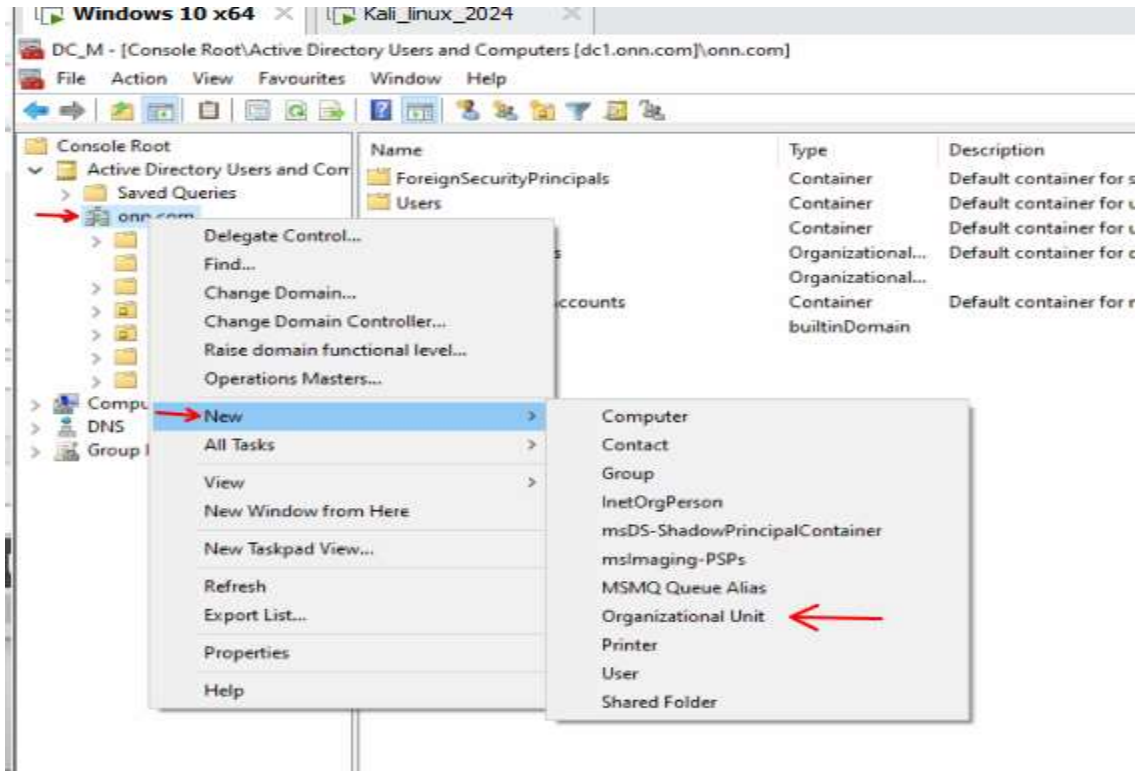 Windows 10 x64
Kali_linux_2024
DC_M - [Console Root\Active Directory Users and Computers [dc1.onn.com]\onn.com]
File Action View Favourites Window Help
Console Root
Active Directory Users and Com
Saved Queries
onn.com
Compu
DNS
Group
Name Type Description
ForeignSecurityPrincipals Container Default container for s
Users Container Default container for u
Container Default container for u
s Organizational... Default container for
Organizational...
ccounts Container Default container for r
builtinDomain
Delegate Control...
Find...
Change Domain...
Change Domain Controller...
Raise domain functional level...
Operations Masters...
New
All Tasks
View
New Window from Here
New Taskpad View...
Refresh
Export List...
Properties
Help
Computer
Contact
Group
InetOrgPerson
msDS-ShadowPrincipalContainer
msImaging-PSPs
MSMQ Queue Alias
Organizational Unit
Printer
User
Shared Folder